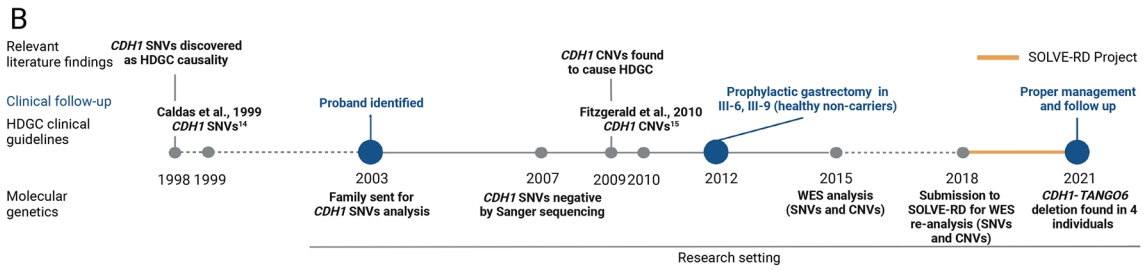 B
Relevant
literature findings
CDH1 SNVs discovered
as HDGC causality
CDH1 CNVs found
to cause HDGC
SOLVE-RD Project
Clinical follow-up
HDGC clinical
guidelines
Caldas et al., 1999
CDH1 SNVs¹⁴
Proband identified
Fitzgerald et al., 2010
CDH1 CNVs¹⁵
Prophylactic gastrectomy in
III-6, III-9 (healthy non-carriers)
Proper management
and follow up
1998 1999 2003 2007 2009 2010 2012 2015 2018 2021
Molecular
genetics
Family sent for
CDH1 SNVs analysis
CDH1 SNVs negative
by Sanger sequencing
WES analysis
(SNVs and CNVs)
Submission to
SOLVE-RD for WES
re-analysis (SNVs
and CNVs)
CDH1-TANGO6
deletion found in 4
individuals
Research setting